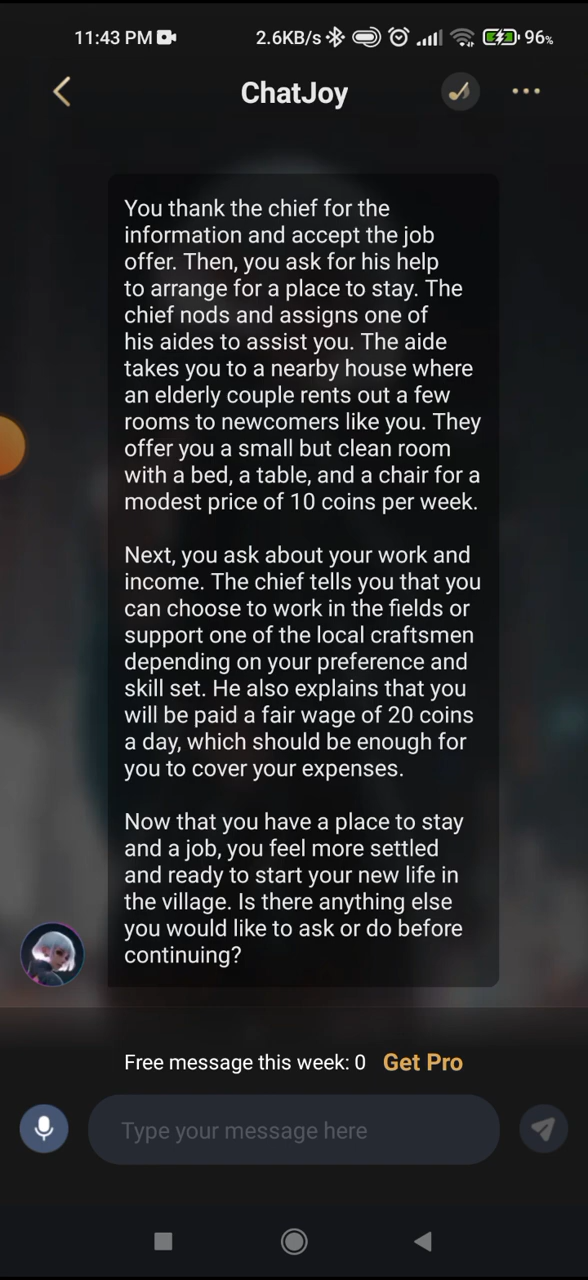 11:43 PM 2.6KB/s 96%
ChatJoy
You thank the chief for the
information and accept the job
offer. Then, you ask for his help
to arrange for a place to stay. The
chief nods and assigns one of
his aides to assist you. The aide
takes you to a nearby house where
an elderly couple rents out a few
rooms to newcomers like you. They
offer you a small but clean room
with a bed, a table, and a chair for a
modest price of 10 coins per week.
Next, you ask about your work and
income. The chief tells you that you
can choose to work in the fields or
support one of the local craftsmen
depending on your preference and
skill set. He also explains that you
will be paid a fair wage of 20 coins
a day, which should be enough for
you to cover your expenses.
Now that you have a place to stay
and a job, you feel more settled
and ready to start your new life in
the village. Is there anything else
you would like to ask or do before
continuing?
Free message this week: 0 Get Pro
Type your message here